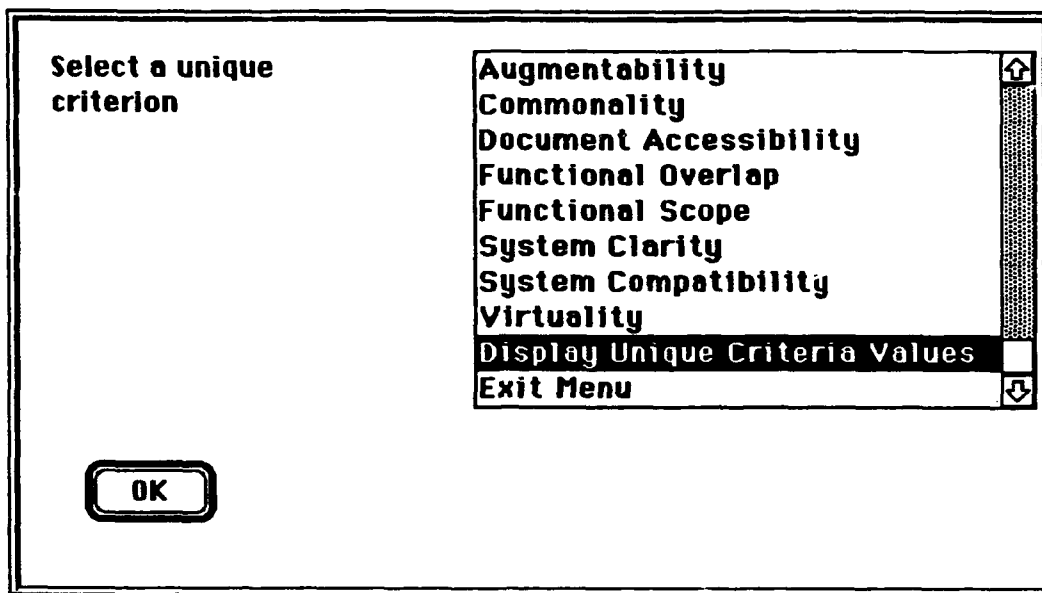 Select a unique
criterion
Augmentability
Commonality
Document Accessibility
Functional Overlap
Functional Scope
System Clarity
System Compatibility
Virtuality
Display Unique Criteria Values
Exit Menu
OK